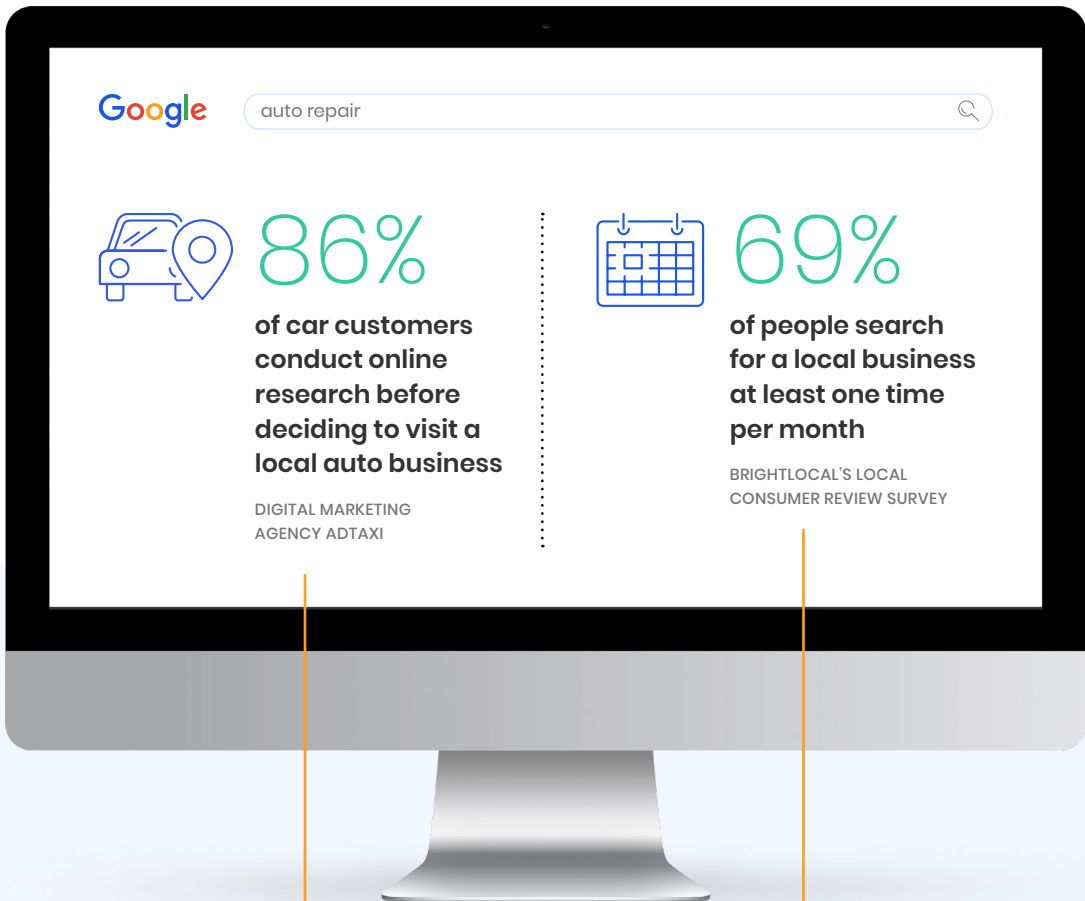 Google
auto repair
86%
of car customers
conduct online
research before
deciding to visit a
local auto business
DIGITAL MARKETING
AGENCY ADTAXI
69%
of people search
for a local business
at least one time
per month
BRIGHTLOCAL'S LOCAL
CONSUMER REVIEW SURVEY